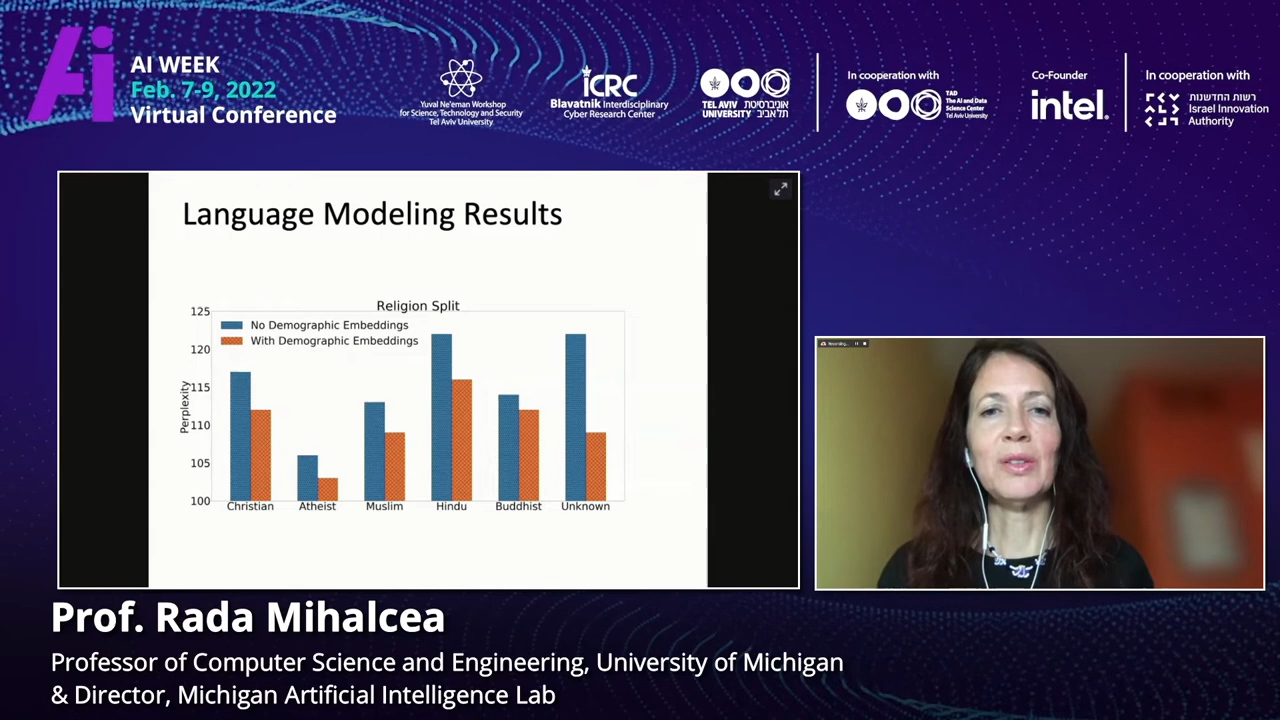 Ai
AI WEEK
Feb. 7-9, 2022
Virtual Conference
Yuval Ne'eman Workshop
for Science, Technology and Security
Tel Aviv University
iCRC
Blavatnik Interdisciplinary
Cyber Research Center
TEL AVIV אוניברסיטת
UNIVERSITY תל אביב
In cooperation with
TAD
The AI and Data
Science Center
Tel Aviv University
Co-Founder
intel.
In cooperation with
רשות החדשנות
Israel Innovation
Authority
Language Modeling Results
Religion Split
No Demographic Embeddings
With Demographic Embeddings
Perplexity
125
120
115
110
105
100
Christian Atheist Muslim Hindu Buddhist Unknown
Recording...
Prof. Rada Mihalcea
Professor of Computer Science and Engineering, University of Michigan
& Director, Michigan Artificial Intelligence Lab